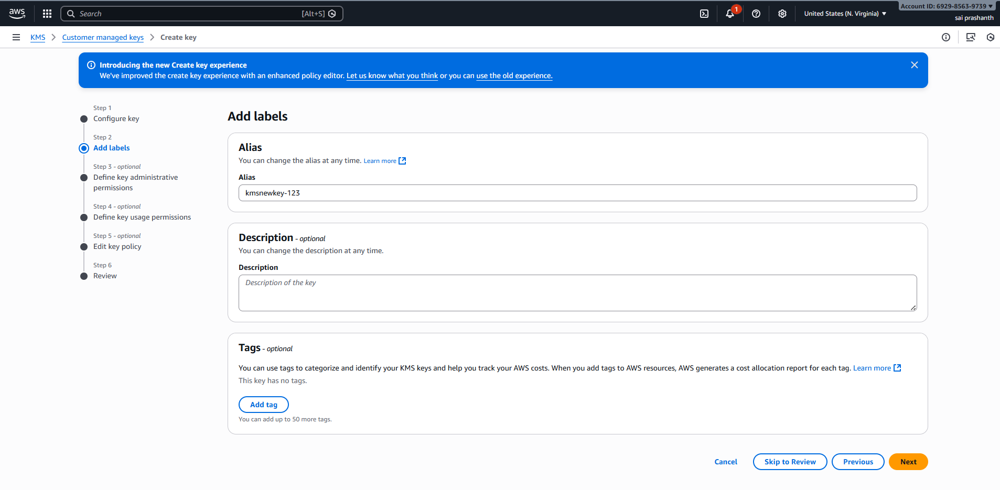 aws
Search [Alt+S]
1
United States (N. Virginia)
Account ID: 6929-8563-9739
sai prashanth
KMS
Customer managed keys
Create key
Introducing the new Create key experience
We've improved the create key experience with an enhanced policy editor. Let us know what you think or you can use the old experience.
Step 1
Configure key
Step 2
Add labels
Step 3 - optional
Define key administrative
permissions
Step 4 - optional
Define key usage permissions
Step 5 - optional
Edit key policy
Step 6
Review
Add labels
Alias
You can change the alias at any time. Learn more
Alias
kmsnewkey-123
Description - optional
You can change the description at any time.
Description
Description of the key
Tags - optional
You can use tags to categorize and identify your KMS keys and help you track your AWS costs. When you add tags to AWS resources, AWS generates a cost allocation report for each tag. Learn more
This key has no tags.
Add tag
You can add up to 50 more tags.
Cancel
Skip to Review
Previous
Next